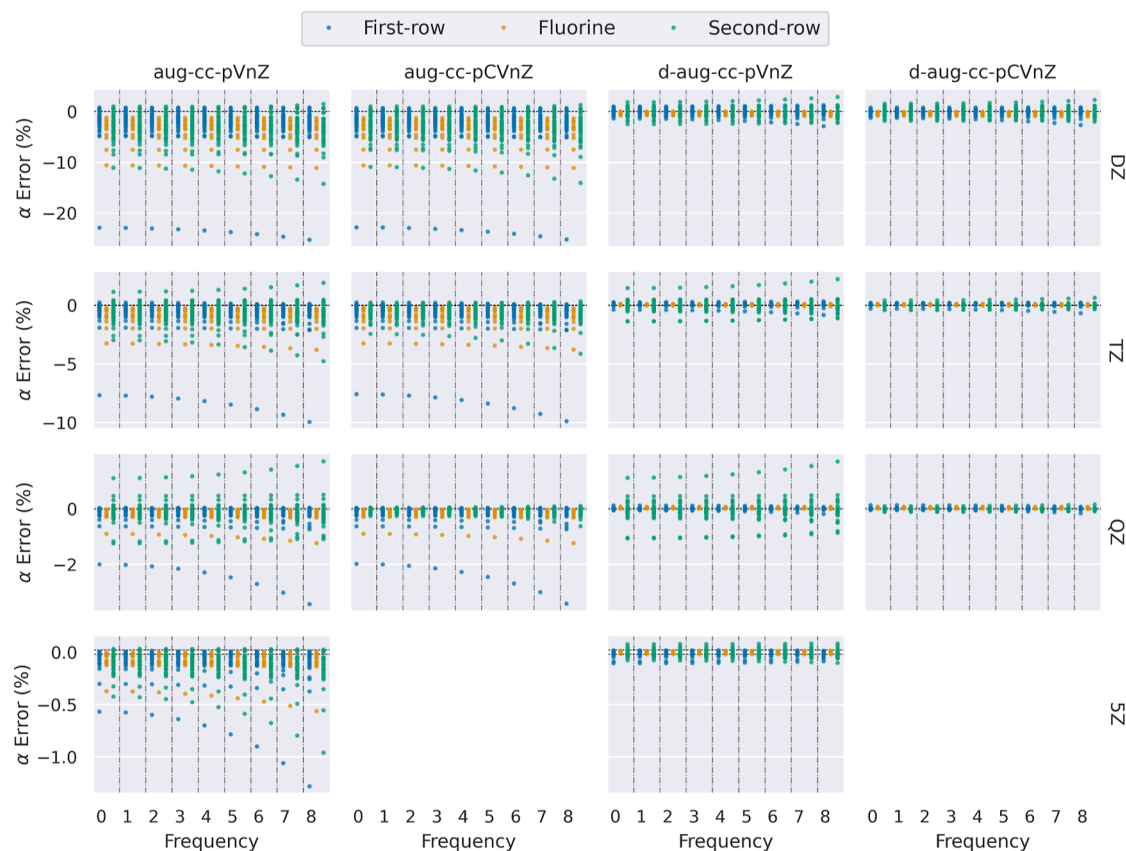 First-row Fluorine Second-row
aug-cc-pVnZ aug-cc-pCVnZ d-aug-cc-pVnZ d-aug-cc-pCVnZ
0
−10
−20
α Error (%)
DZ
0
−5
−10
α Error (%)
TZ
0
−2
α Error (%)
QZ
0.0
−0.5
−1.0
α Error (%)
5Z
0 1 2 3 4 5 6 7 8 0 1 2 3 4 5 6 7 8 0 1 2 3 4 5 6 7 8 0 1 2 3 4 5 6 7 8
Frequency Frequency Frequency Frequency